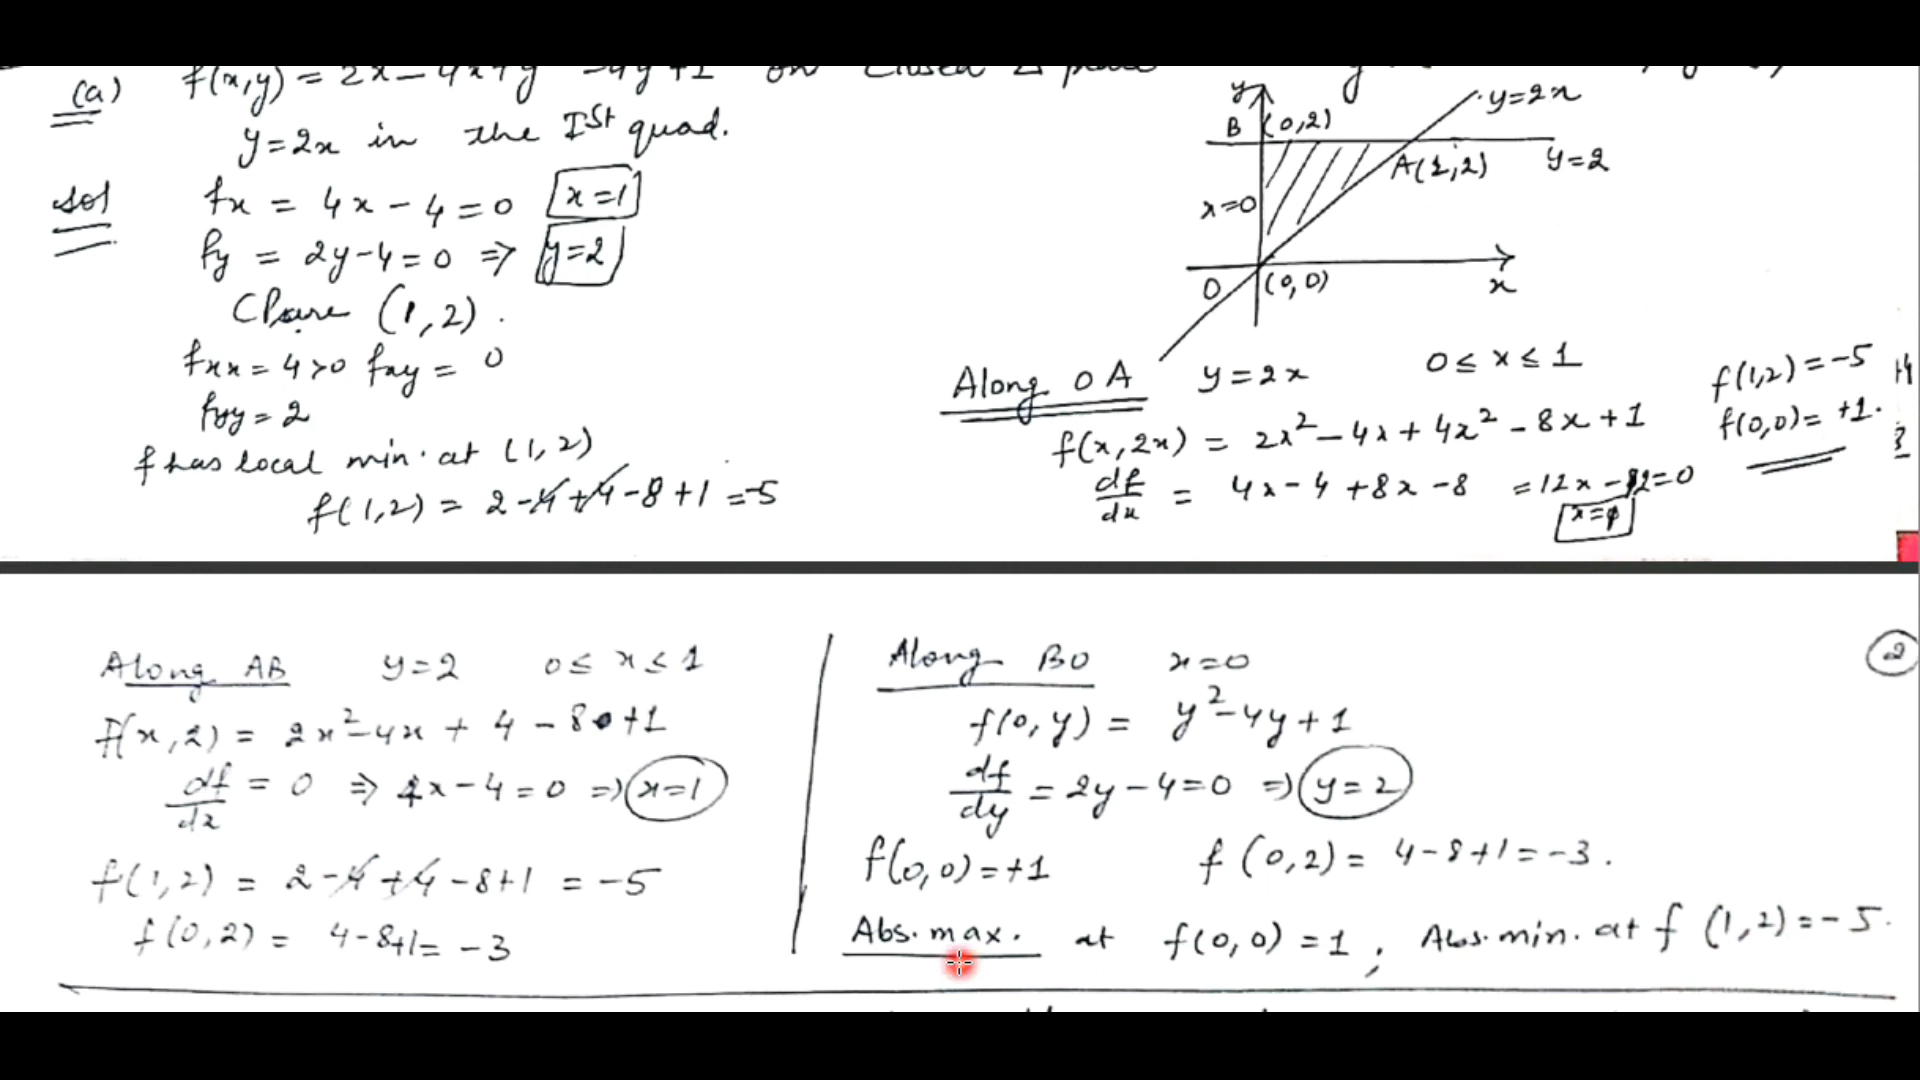 (a) f(x,y) = 2x – 4x + y – 4y + 1 on closed △
y = 2x in the Ist quad.
Sol fx = 4x – 4 = 0 x = 1
fy = 2y – 4 = 0 ⇒ y = 2
(1, 2).
fxx = 4 > 0 fxy = 0
fyy = 2
f has local min. at (1, 2)
f(1,2) = 2 – 4 + 4 – 8 + 1 = -5
y
y = 2x
B (0,2)
A(1,2)
y = 2
x = 0
O (0,0)
x
Along OA y = 2x 0 ≤ x ≤ 1
f(x, 2x) = 2x² – 4x + 4x² – 8x + 1
df/dx = 4x – 4 + 8x – 8 = 12x – 12 = 0
x = 1
f(1,2) = -5
f(0,0) = +1.
Along AB y = 2 0 ≤ x ≤ 1
f(x,2) = 2x² – 4x + 4 – 8 + 1
df/dx = 0 ⇒ 4x – 4 = 0 ⇒ x = 1
f(1,2) = 2 – 4 + 4 – 8 + 1 = -5
f(0,2) = 4 – 8 + 1 = -3
Along BO x = 0
f(0,y) = y² – 4y + 1
df/dy = 2y – 4 = 0 ⇒ y = 2
f(0,0) = +1 f(0,2) = 4 – 8 + 1 = -3.
Abs. max. at f(0,0) = 1 ; Abs. min. at f(1,2) = -5.
2